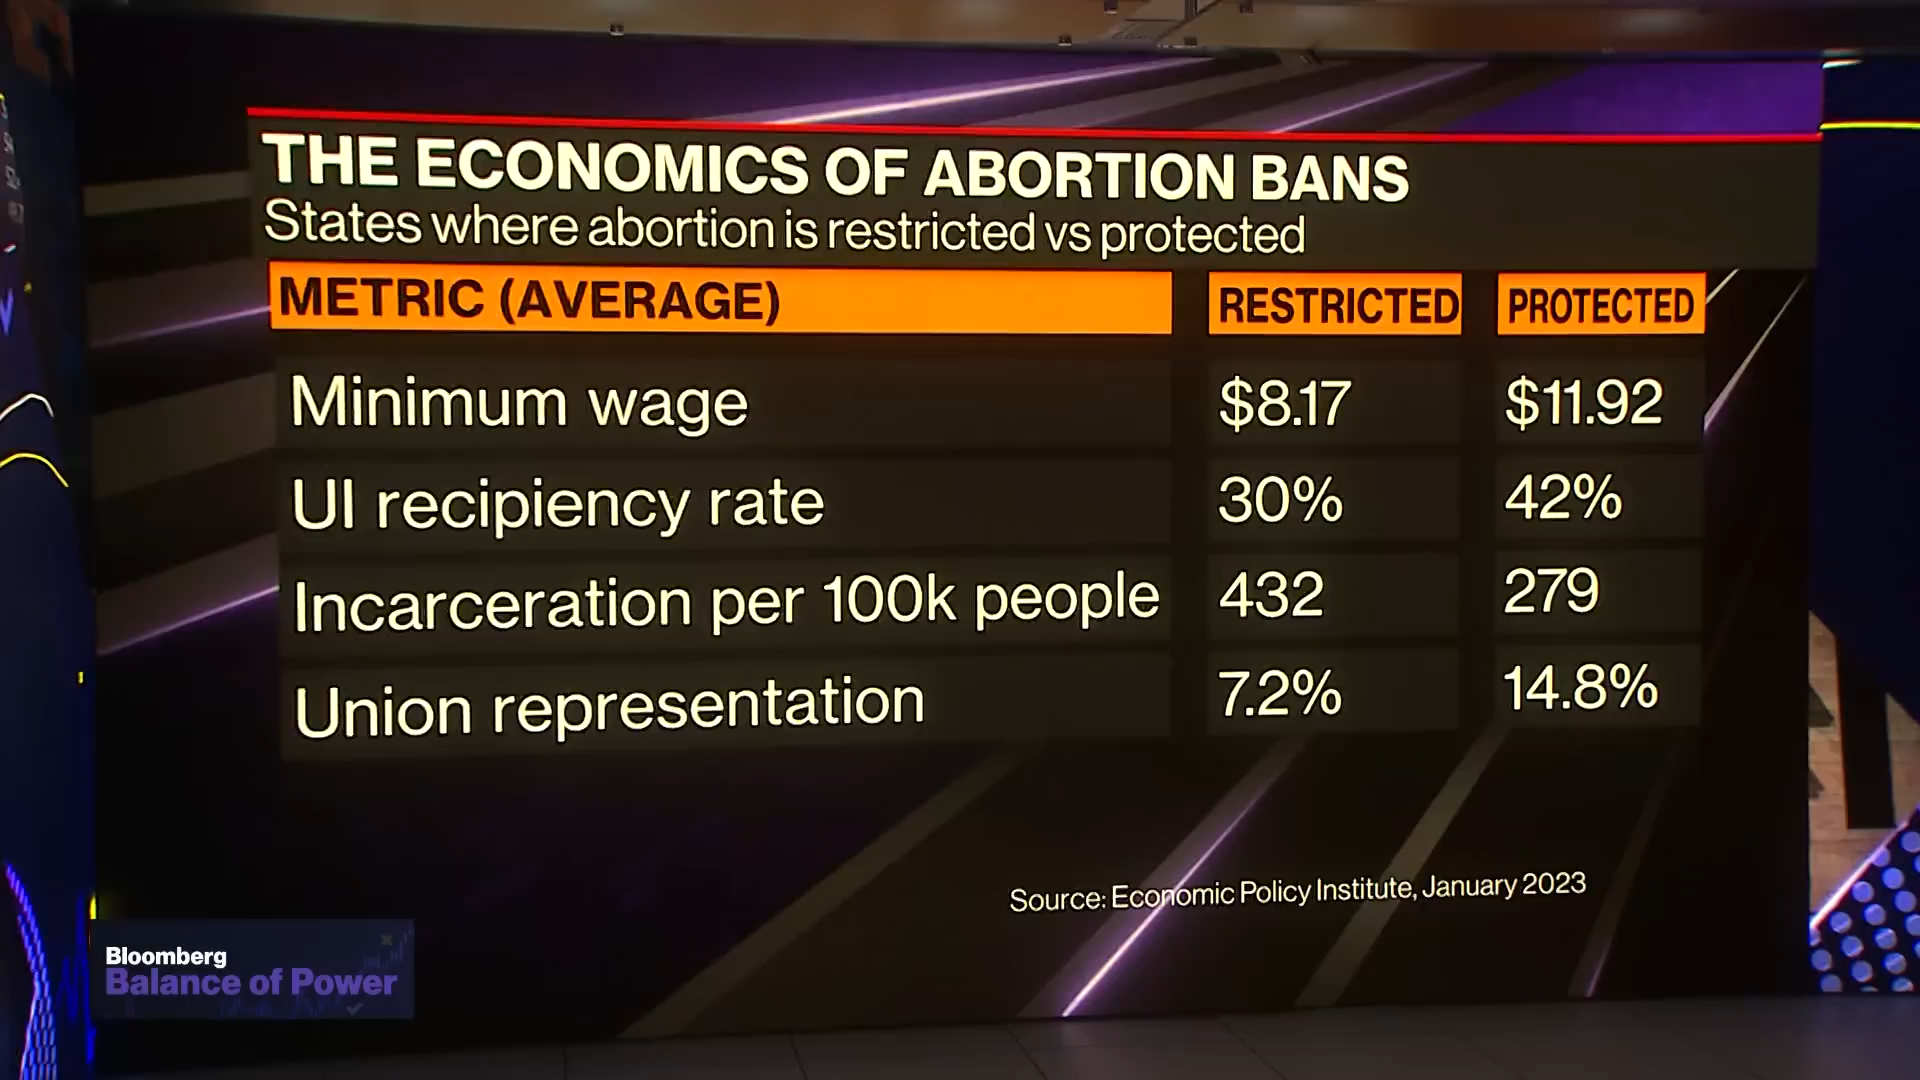 THE ECONOMICS OF ABORTION BANS
States where abortion is restricted vs protected
METRIC (AVERAGE) RESTRICTED PROTECTED
Minimum wage $8.17 $11.92
UI recipiency rate 30% 42%
Incarceration per 100k people 432 279
Union representation 7.2% 14.8%
Source: Economic Policy Institute, January 2023
Bloomberg
Balance of Power